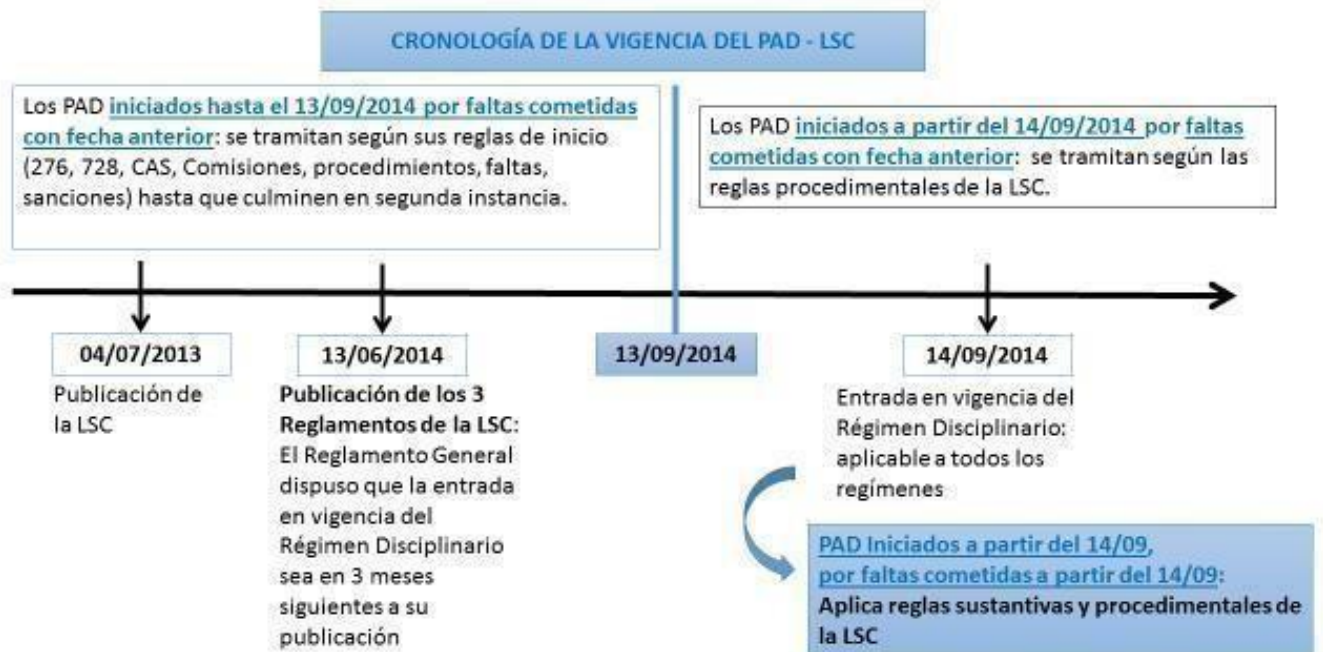 CRONOLOGÍA DE LA VIGENCIA DEL PAD - LSC
Los PAD iniciados hasta el 13/09/2014 por faltas cometidas
con fecha anterior: se tramitan según sus reglas de inicio
(276, 728, CAS, Comisiones, procedimientos, faltas,
sanciones) hasta que culminen en segunda instancia.
Los PAD iniciados a partir del 14/09/2014 por faltas
cometidas con fecha anterior: se tramitan según las
reglas procedimentales de la LSC.
04/07/2013
Publicación de
la LSC
13/06/2014
Publicación de los 3
Reglamentos de la LSC:
El Reglamento General
dispuso que la entrada
en vigencia del
Régimen Disciplinario
sea en 3 meses
siguientes a su
publicación
13/09/2014
14/09/2014
Entrada en vigencia del
Régimen Disciplinario:
aplicable a todos los
regímenes
PAD Iniciados a partir del 14/09,
por faltas cometidas a partir del 14/09:
Aplica reglas sustantivas y procedimentales de
la LSC